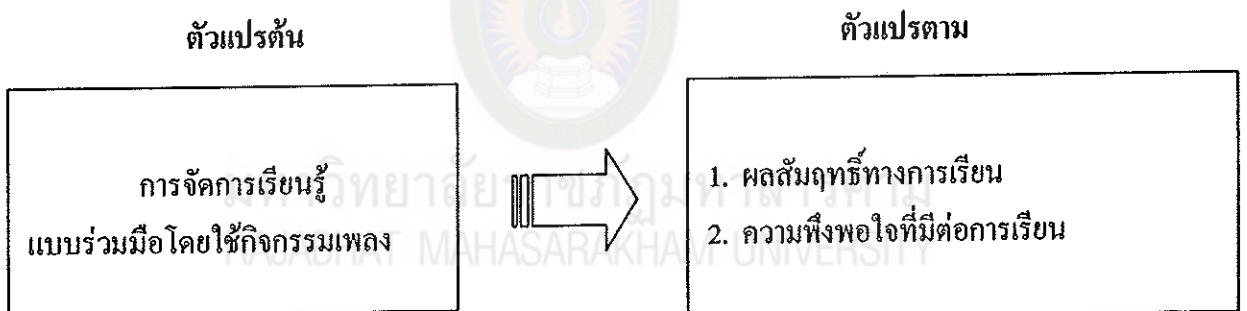 ตัวแปรต้น
ตัวแปรตาม
การจัดการเรียนรู้
แบบร่วมมือโดยใช้กิจกรรมเพลง
1. ผลสัมฤทธิ์ทางการเรียน
2. ความพึงพอใจที่มีต่อการเรียน
มหาวิทยาลัยราชภัฏมหาสารคาม
RAJABHAT MAHASARAKHAM UNIVERSITY